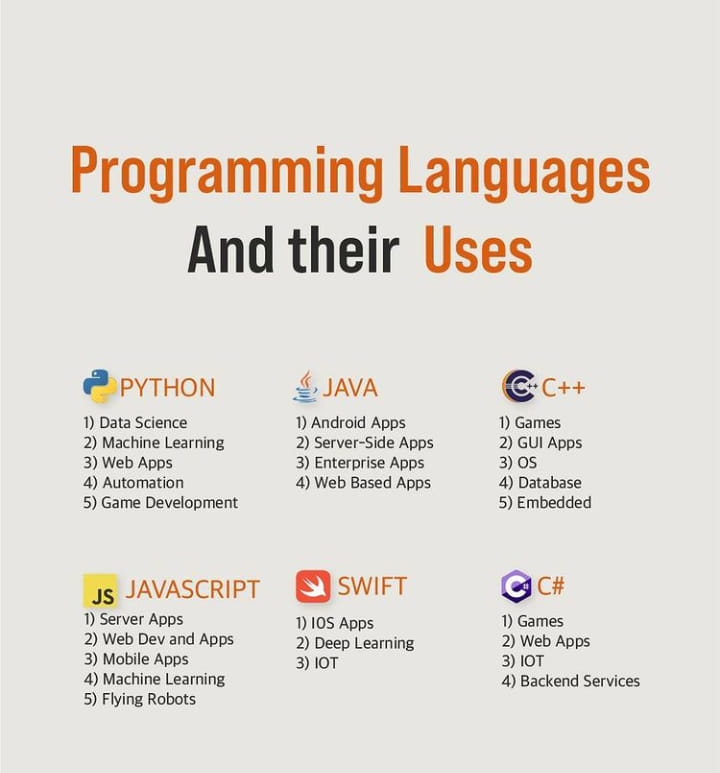 Programming Languages
And their Uses
PYTHON
1) Data Science
2) Machine Learning
3) Web Apps
4) Automation
5) Game Development
JAVA
1) Android Apps
2) Server-Side Apps
3) Enterprise Apps
4) Web Based Apps
C++
C++
1) Games
2) GUI Apps
3) OS
4) Database
5) Embedded
JS
JAVASCRIPT
1) Server Apps
2) Web Dev and Apps
3) Mobile Apps
4) Machine Learning
5) Flying Robots
SWIFT
1) IOS Apps
2) Deep Learning
3) IOT
C#
C#
1) Games
2) Web Apps
3) IOT
4) Backend Services